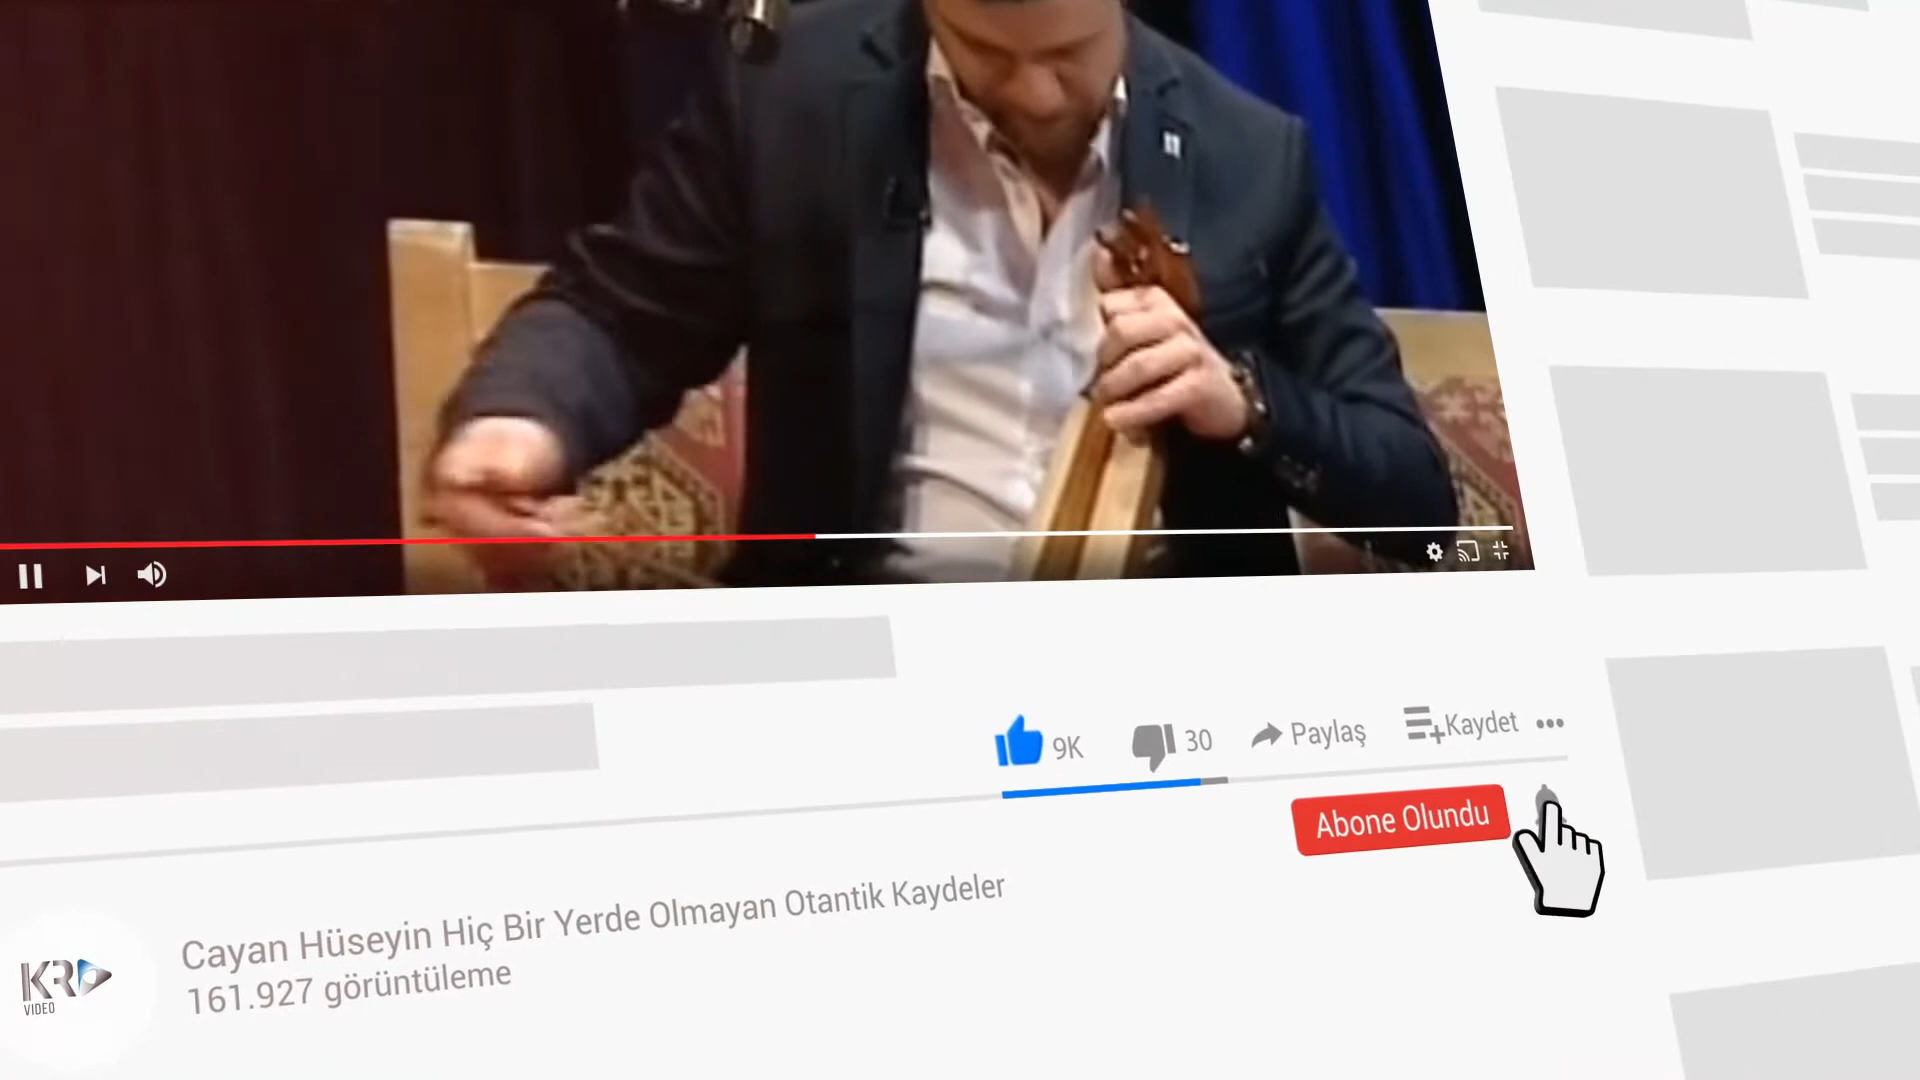 9K
30
Paylaş
Kaydet
Abone Olundu
Cayan Hüseyin Hiç Bir Yerde Olmayan Otantik Kaydeler
161.927 görüntüleme
KR
VIDEO